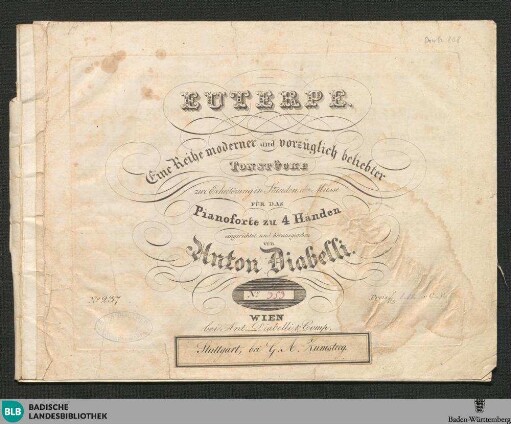 EUTERPE.
Eine Reihe moderner und vorzüglich beliebter
TONSTÜCKE
zur Erheiterung in Stunden der Musse
FÜR DAS
Pianoforte zu 4 Händen
eingerichtet und herausgegeben
VON
Anton Diabelli.
Nº
WIEN
bei Ant. Diabelli & Comp.
Stuttgart, bei G. A. Zumsteeg.
BLB BADISCHE
LANDESBIBLIOTHEK
Baden-Württemberg